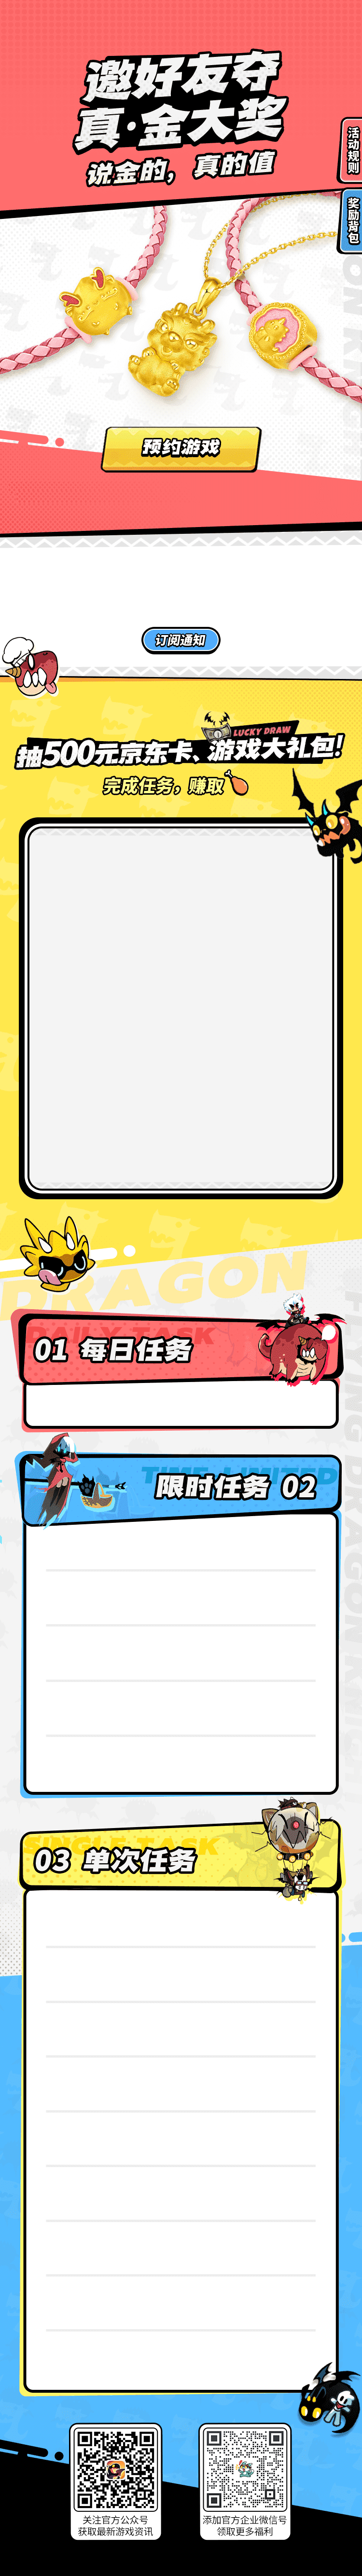 邀好友夺
真·金大奖
说金的，真的值
活动规则
奖励背包
预约游戏
订阅通知
LUCKY DRAW
抽500元京东卡、游戏大礼包!
完成任务，赚取
DRAGON
01 每日任务
TIME-LIMITED
限时任务 02
SINGLE TASK
03 单次任务
关注官方公众号
获取最新游戏资讯
添加官方企业微信号
领取更多福利